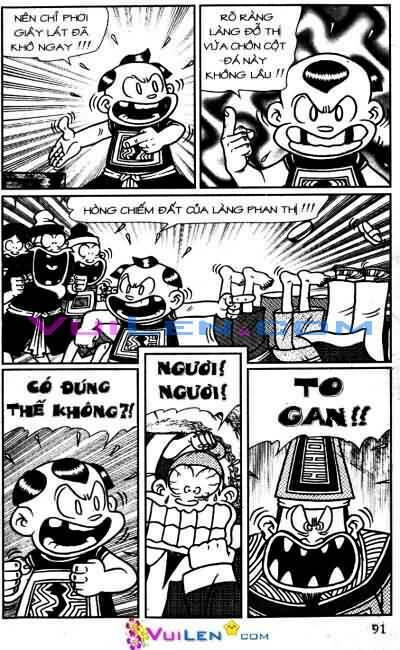 NÊN CHỈ PHƠI
GIÂY LÁT ĐÃ
KHÔ NGAY !!!
RÕ RÀNG
LÀNG ĐỒ THỊ
VỪA CHÔN CỘT
ĐÁ NÀY
KHÔNG LÂU !!
HÒNG CHIẾM ĐẤT CỦA LÀNG PHAN THỊ !!!
VUILEN.COM
CÓ ĐÚNG
THẾ KHÔNG?!
NGƯƠI!
NGƯƠI!
TO
GAN!!
91
VUILEN.COM